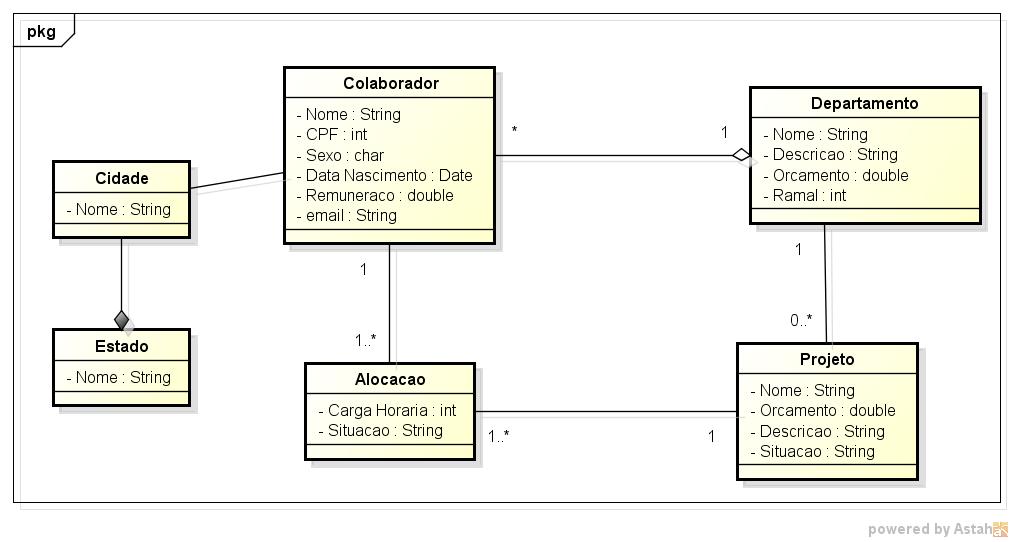 pkg
Colaborador
- Nome : String
- CPF : int
- Sexo : char
- Data Nascimento : Date
- Remuneraco : double
- email : String
*
1
Departamento
- Nome : String
- Descricao : String
- Orcamento : double
- Ramal : int
Cidade
- Nome : String
1
1..*
1
0..*
Estado
- Nome : String
Alocacao
- Carga Horaria : int
- Situacao : String
1..*
1
Projeto
- Nome : String
- Orcamento : double
- Descricao : String
- Situacao : String
powered by Astah